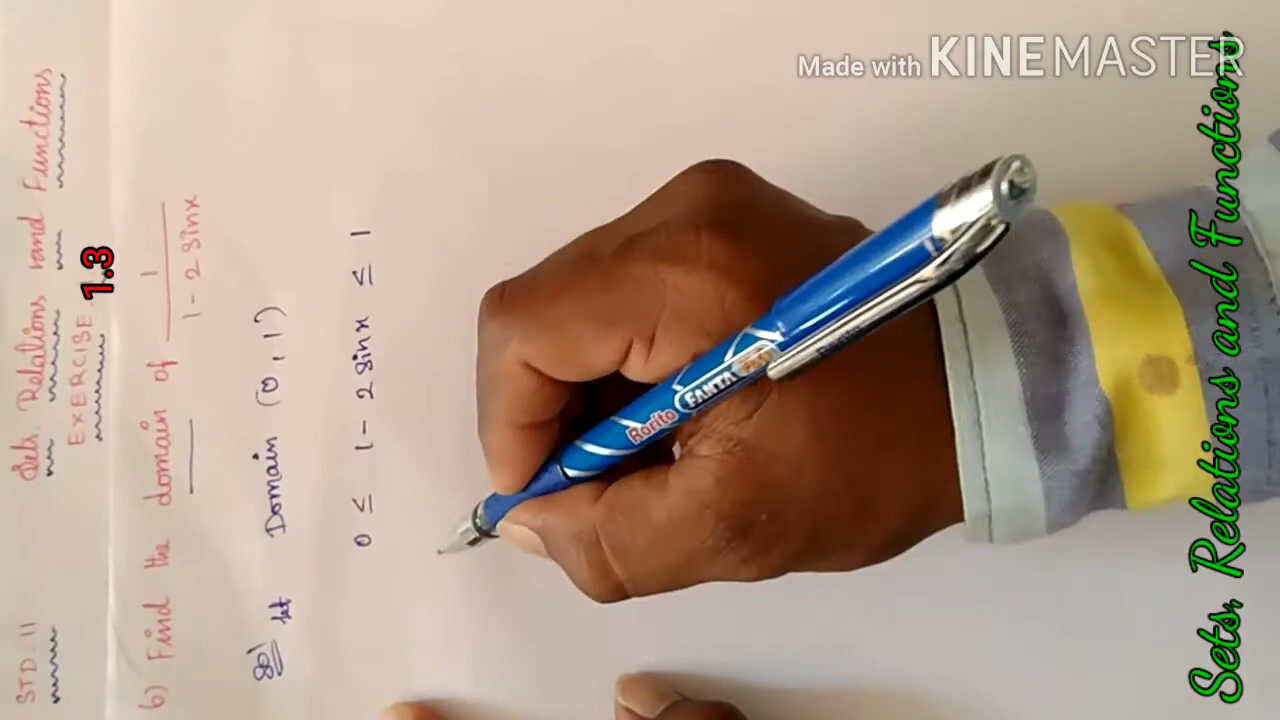 STD. 11 Sets. Relations and Functions
EXERCISE. 1.3
6) Find the domain of 1 / 1 - 2 sinx
Sol
Let Domain (0, 1)
0 ≤ 1 - 2 sinx ≤ 1
Rorito
FANTA
Made with KINEMASTER
Sets, Relations and Functions